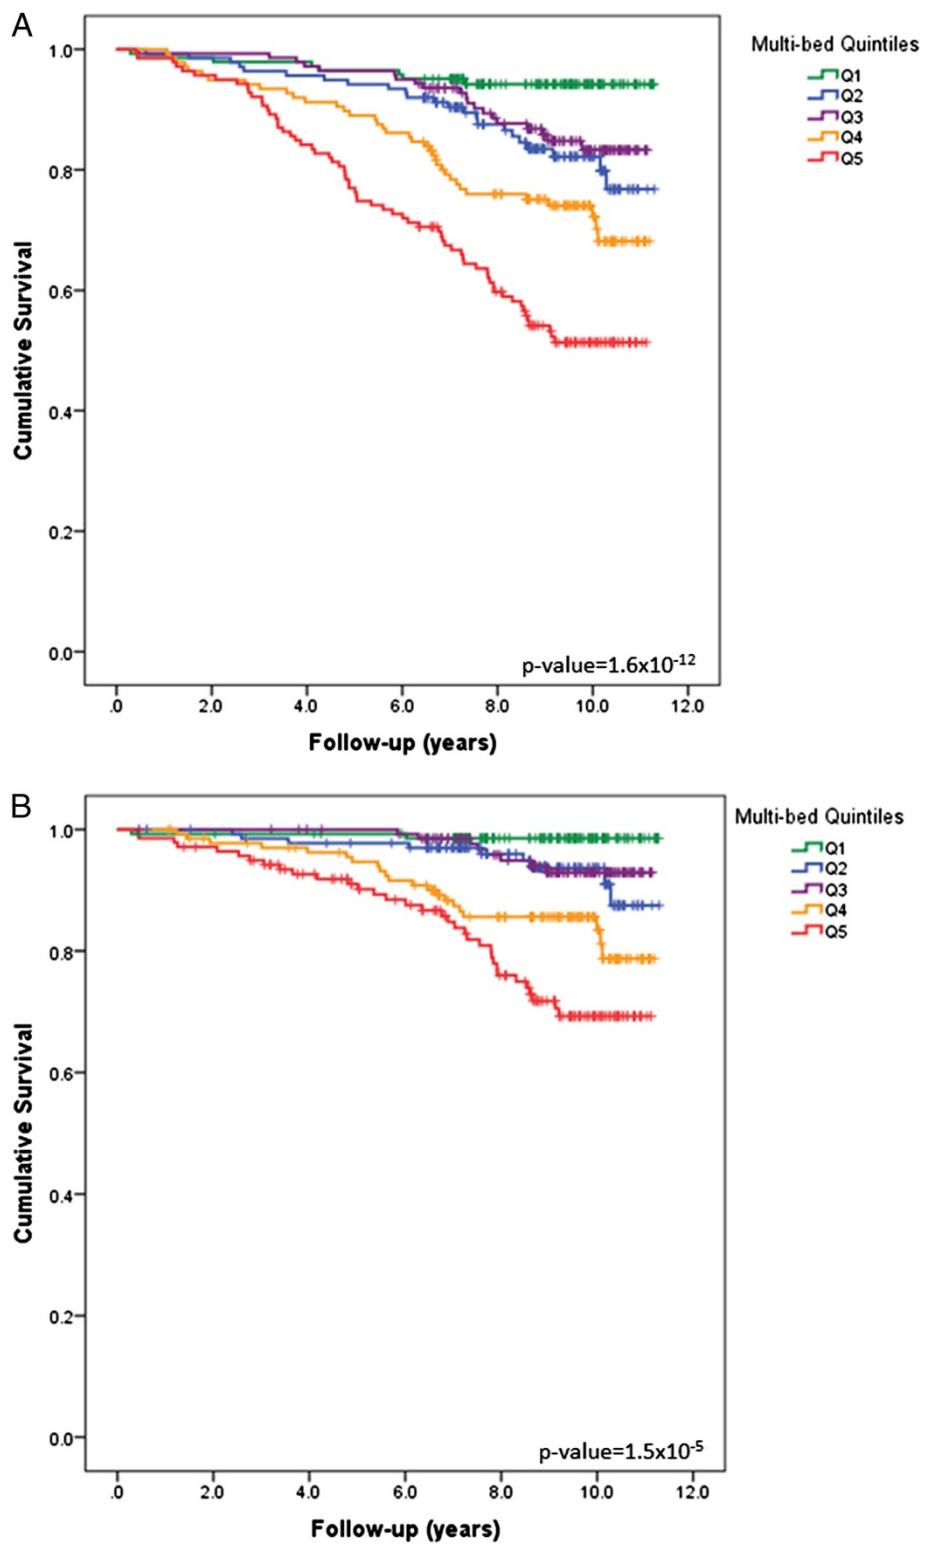 A
Multi-bed Quintiles
Q1
Q2
Q3
Q4
Q5
1.0
0.8
0.6
0.4
0.2
0.0
Cumulative Survival
p-value=1.6x10-12
.0 2.0 4.0 6.0 8.0 10.0 12.0
Follow-up (years)
B
Multi-bed Quintiles
Q1
Q2
Q3
Q4
Q5
1.0
0.8
0.6
0.4
0.2
0.0
Cumulative Survival
p-value=1.5x10-5
.0 2.0 4.0 6.0 8.0 10.0 12.0
Follow-up (years)